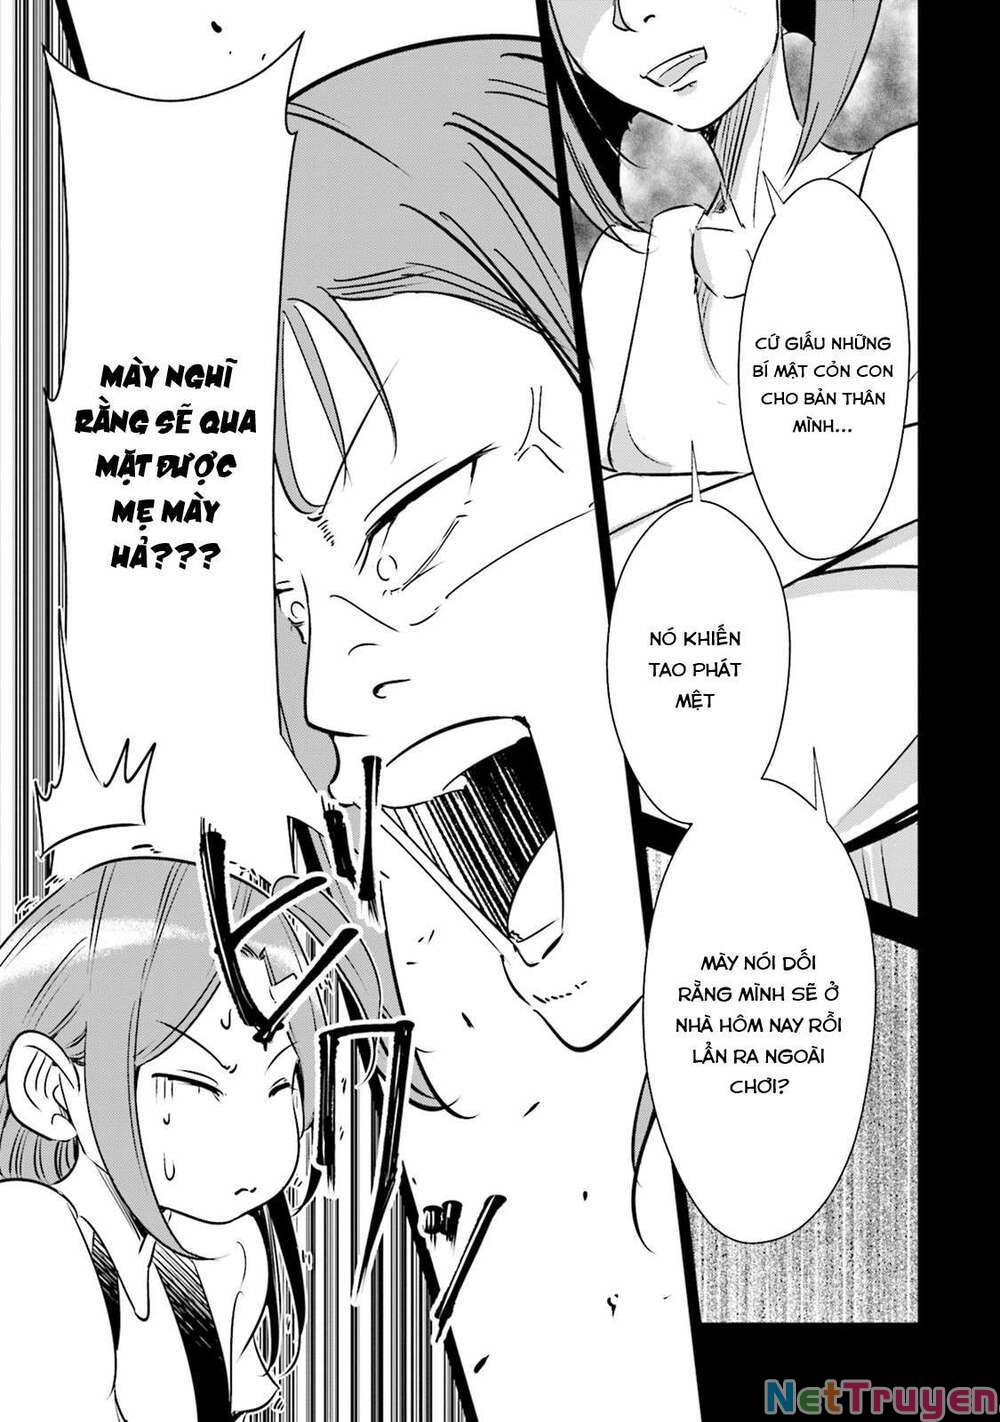 CỨ GIẤU NHỮNG
BÍ MẬT CỎN CON
CHO BẢN THÂN
MÌNH...
NÓ KHIẾN
TAO PHÁT
MỆT
MÀY NÓI DỐI
RẰNG MÌNH SẼ Ở
NHÀ HÔM NAY RỒI
LẨN RA NGOÀI
CHƠI?
MÀY NGHĨ
RẰNG SẼ QUA
MẶT ĐƯỢC
MẸ MÀY
HẢ???
NetTruyen